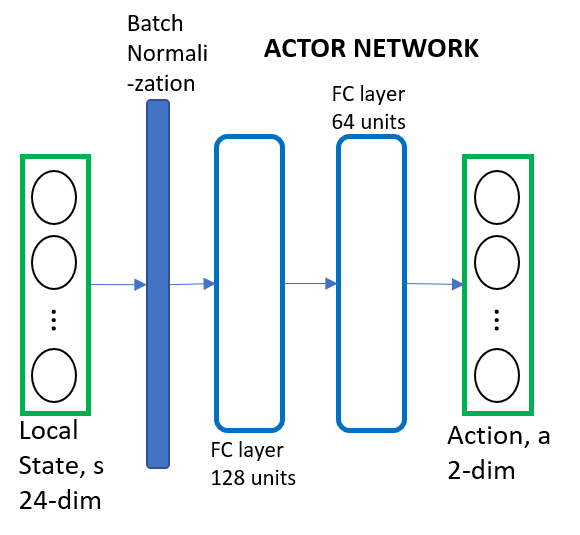 Batch
Normali
-zation
ACTOR NETWORK
FC layer
64 units
Local
State, s
24-dim
FC layer
128 units
Action, a
2-dim